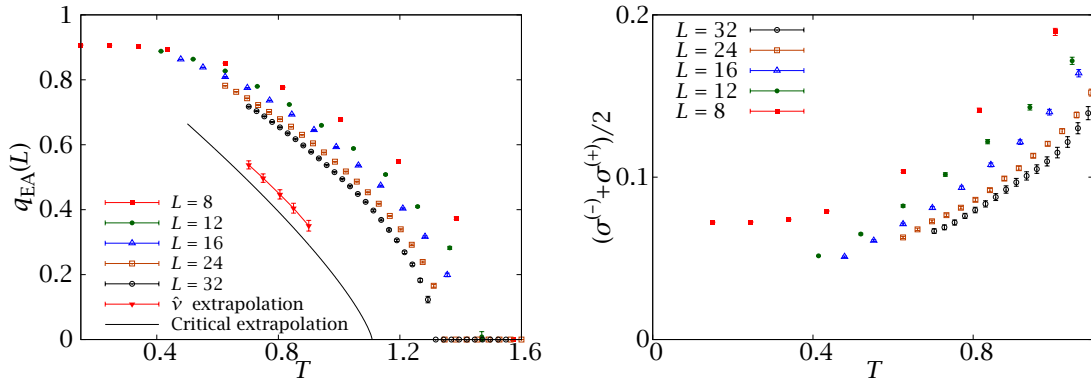 1
0.8
0.6
0.4
0.2
0
q_EA(L)
L = 8
L = 12
L = 16
L = 24
L = 32
ν̂ extrapolation
Critical extrapolation
0.4 0.8 1.2 1.6
T
0.2
0.1
0
(σ^(-)+σ^(+))/2
L = 32
L = 24
L = 16
L = 12
L = 8
0 0.4 0.8
T